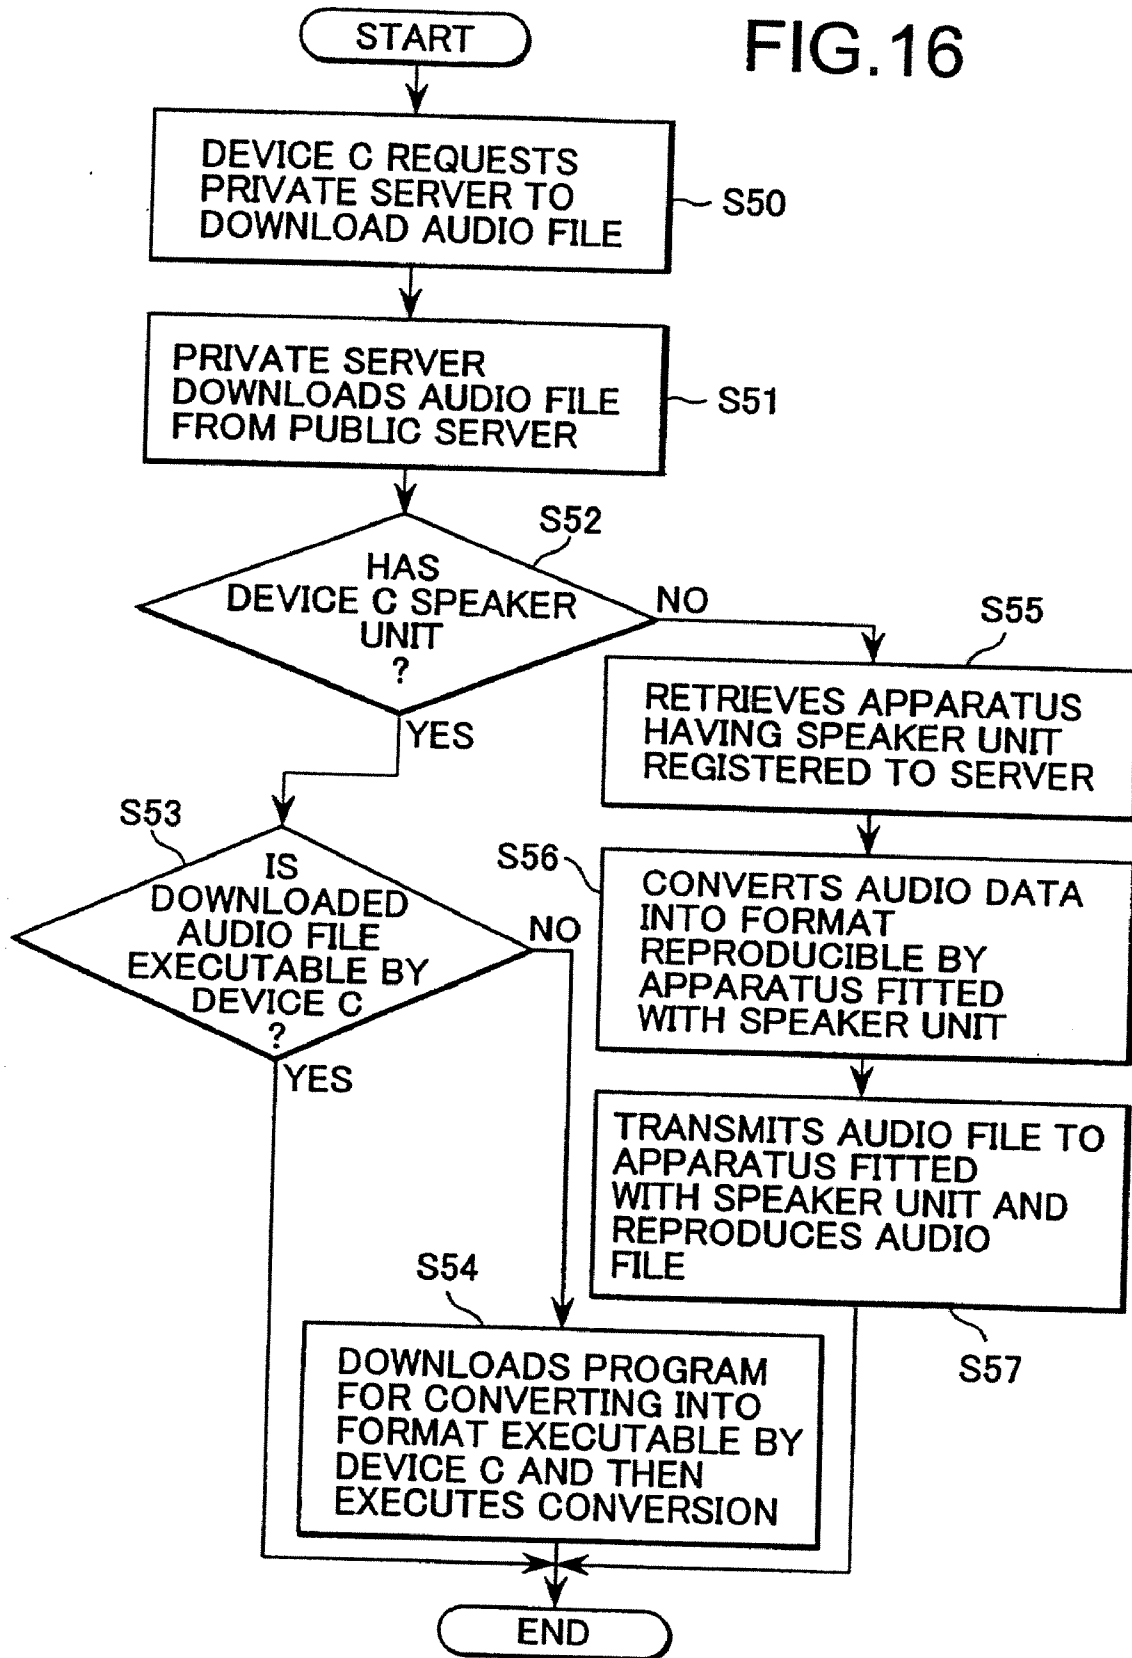 FIG.16
START
DEVICE C REQUESTS
PRIVATE SERVER TO
DOWNLOAD AUDIO FILE
S50
PRIVATE SERVER
DOWNLOADS AUDIO FILE
FROM PUBLIC SERVER
S51
S52
HAS
DEVICE C SPEAKER
UNIT
?
NO
YES
S55
RETRIEVES APPARATUS
HAVING SPEAKER UNIT
REGISTERED TO SERVER
S53
IS
DOWNLOADED
AUDIO FILE
EXECUTABLE BY
DEVICE C
?
NO
YES
S56
CONVERTS AUDIO DATA
INTO FORMAT
REPRODUCIBLE BY
APPARATUS FITTED
WITH SPEAKER UNIT
TRANSMITS AUDIO FILE TO
APPARATUS FITTED
WITH SPEAKER UNIT AND
REPRODUCES AUDIO
FILE
S57
S54
DOWNLOADS PROGRAM
FOR CONVERTING INTO
FORMAT EXECUTABLE BY
DEVICE C AND THEN
EXECUTES CONVERSION
END